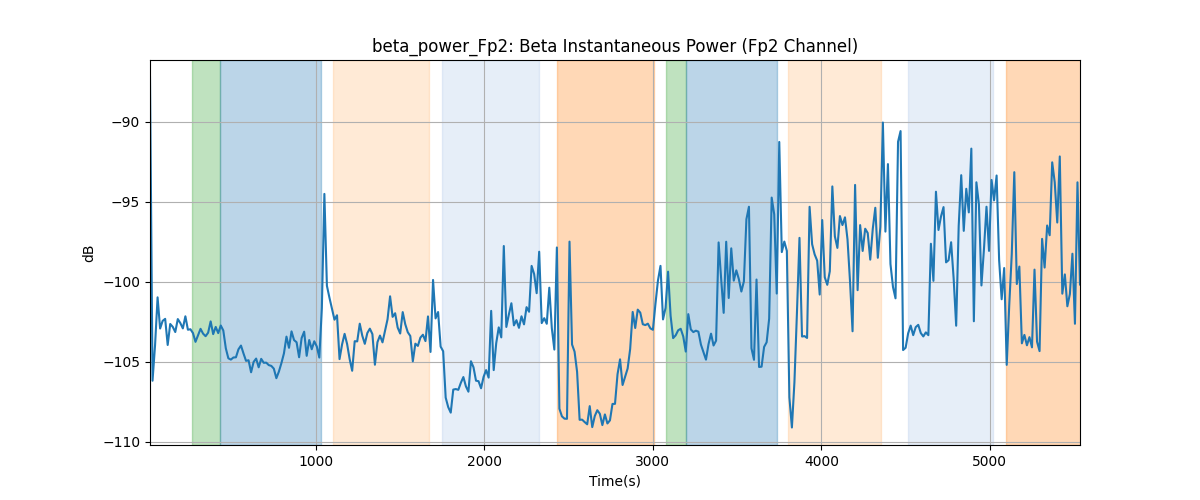 beta_power_Fp2: Beta Instantaneous Power (Fp2 Channel)
−90
−95
−100
−105
−110
dB
1000 2000 3000 4000 5000
Time(s)